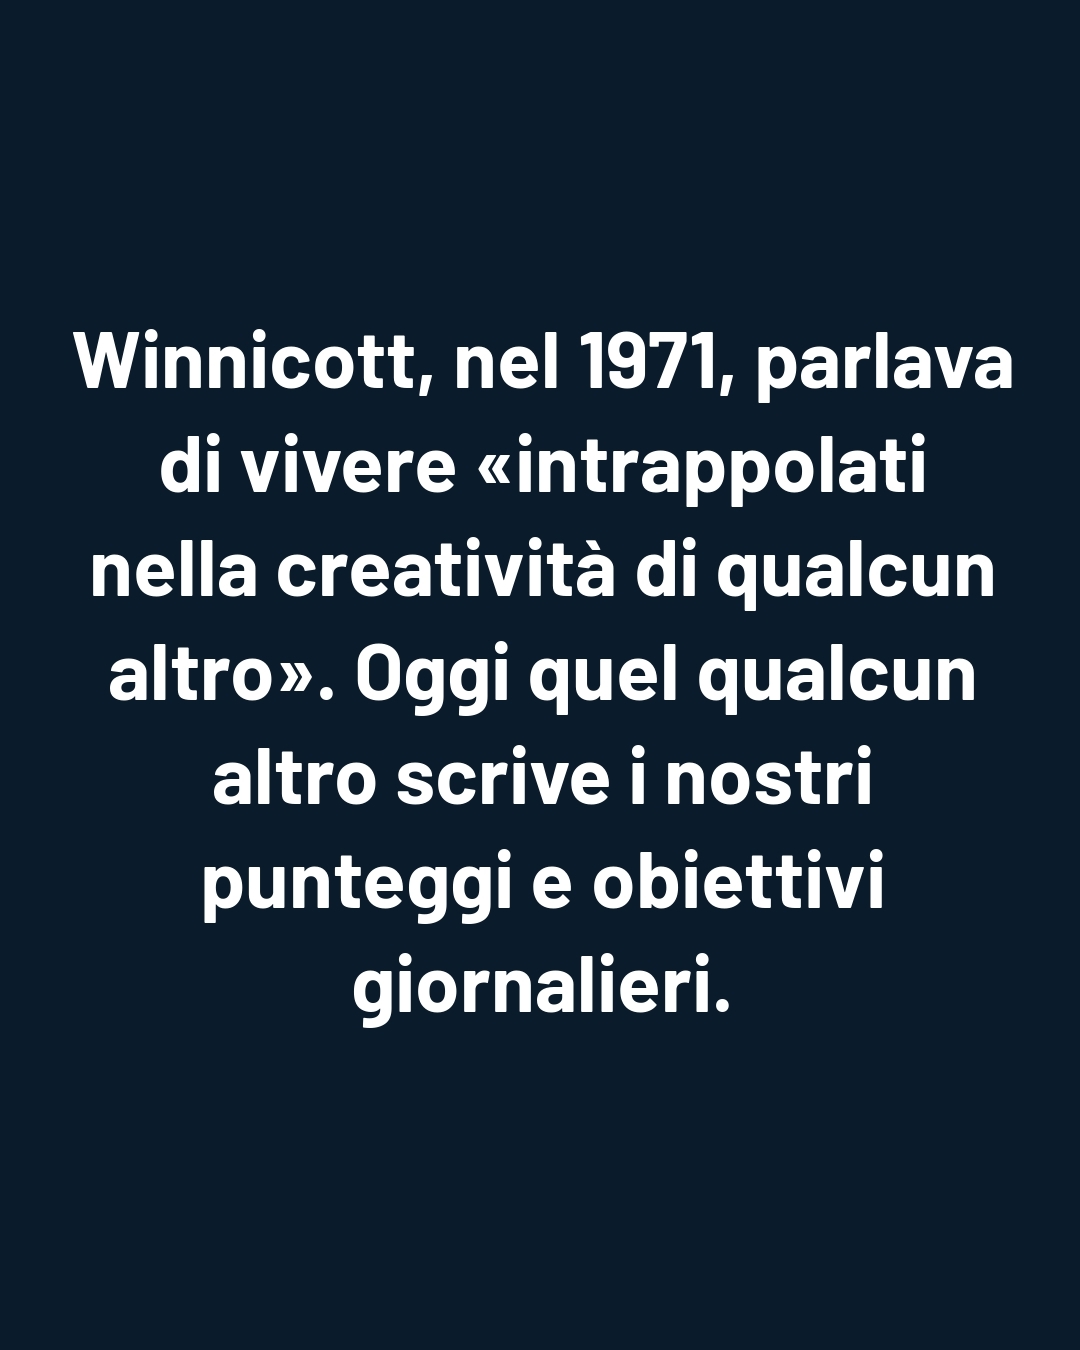 Winnicott, nel 1971, parlava
di vivere «intrappolati
nella creatività di qualcun
altro». Oggi quel qualcun
altro scrive i nostri
punteggi e obiettivi
giornalieri.